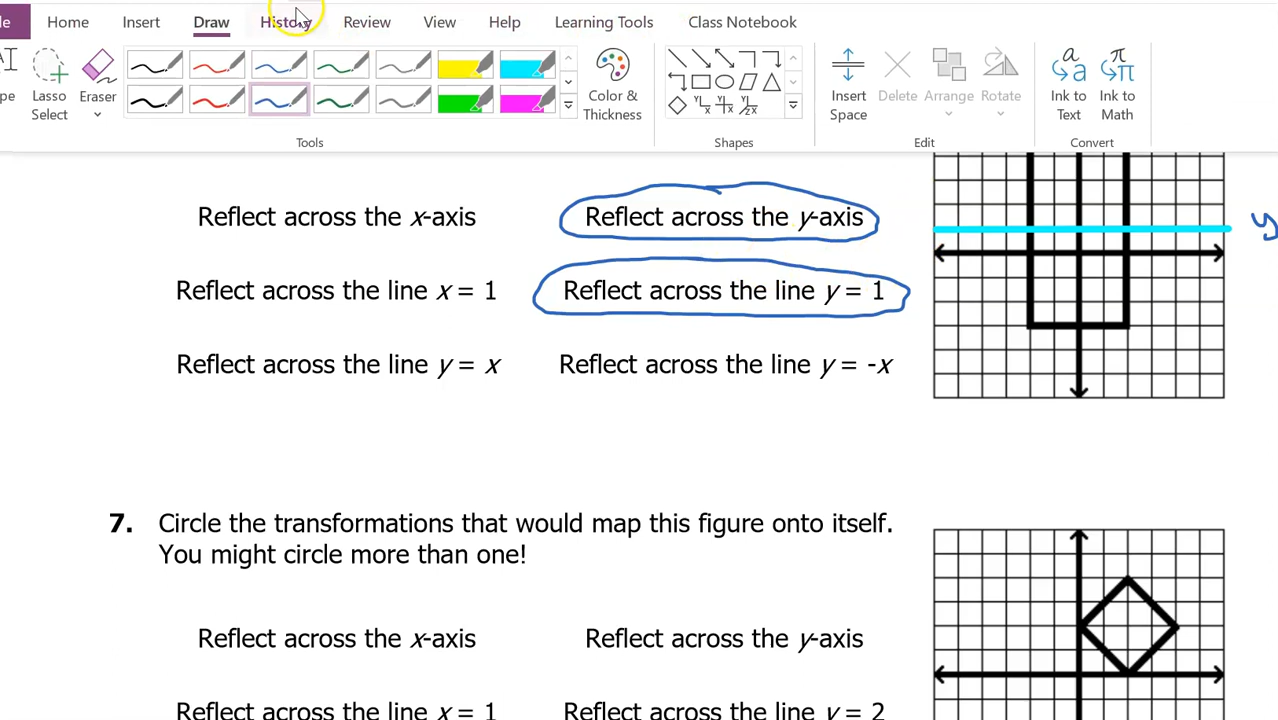 Home Insert Draw History Review View Help Learning Tools Class Notebook
Lasso Select
Eraser
Color & Thickness
Insert Space
Delete
Arrange
Rotate
Ink to Text
Ink to Math
Tools Shapes Edit Convert
Reflect across the x-axis Reflect across the y-axis
y
Reflect across the line x = 1 Reflect across the line y = 1
Reflect across the line y = x Reflect across the line y = -x
7. Circle the transformations that would map this figure onto itself.
You might circle more than one!
Reflect across the x-axis Reflect across the y-axis
Reflect across the line x = 1 Reflect across the line y = 2